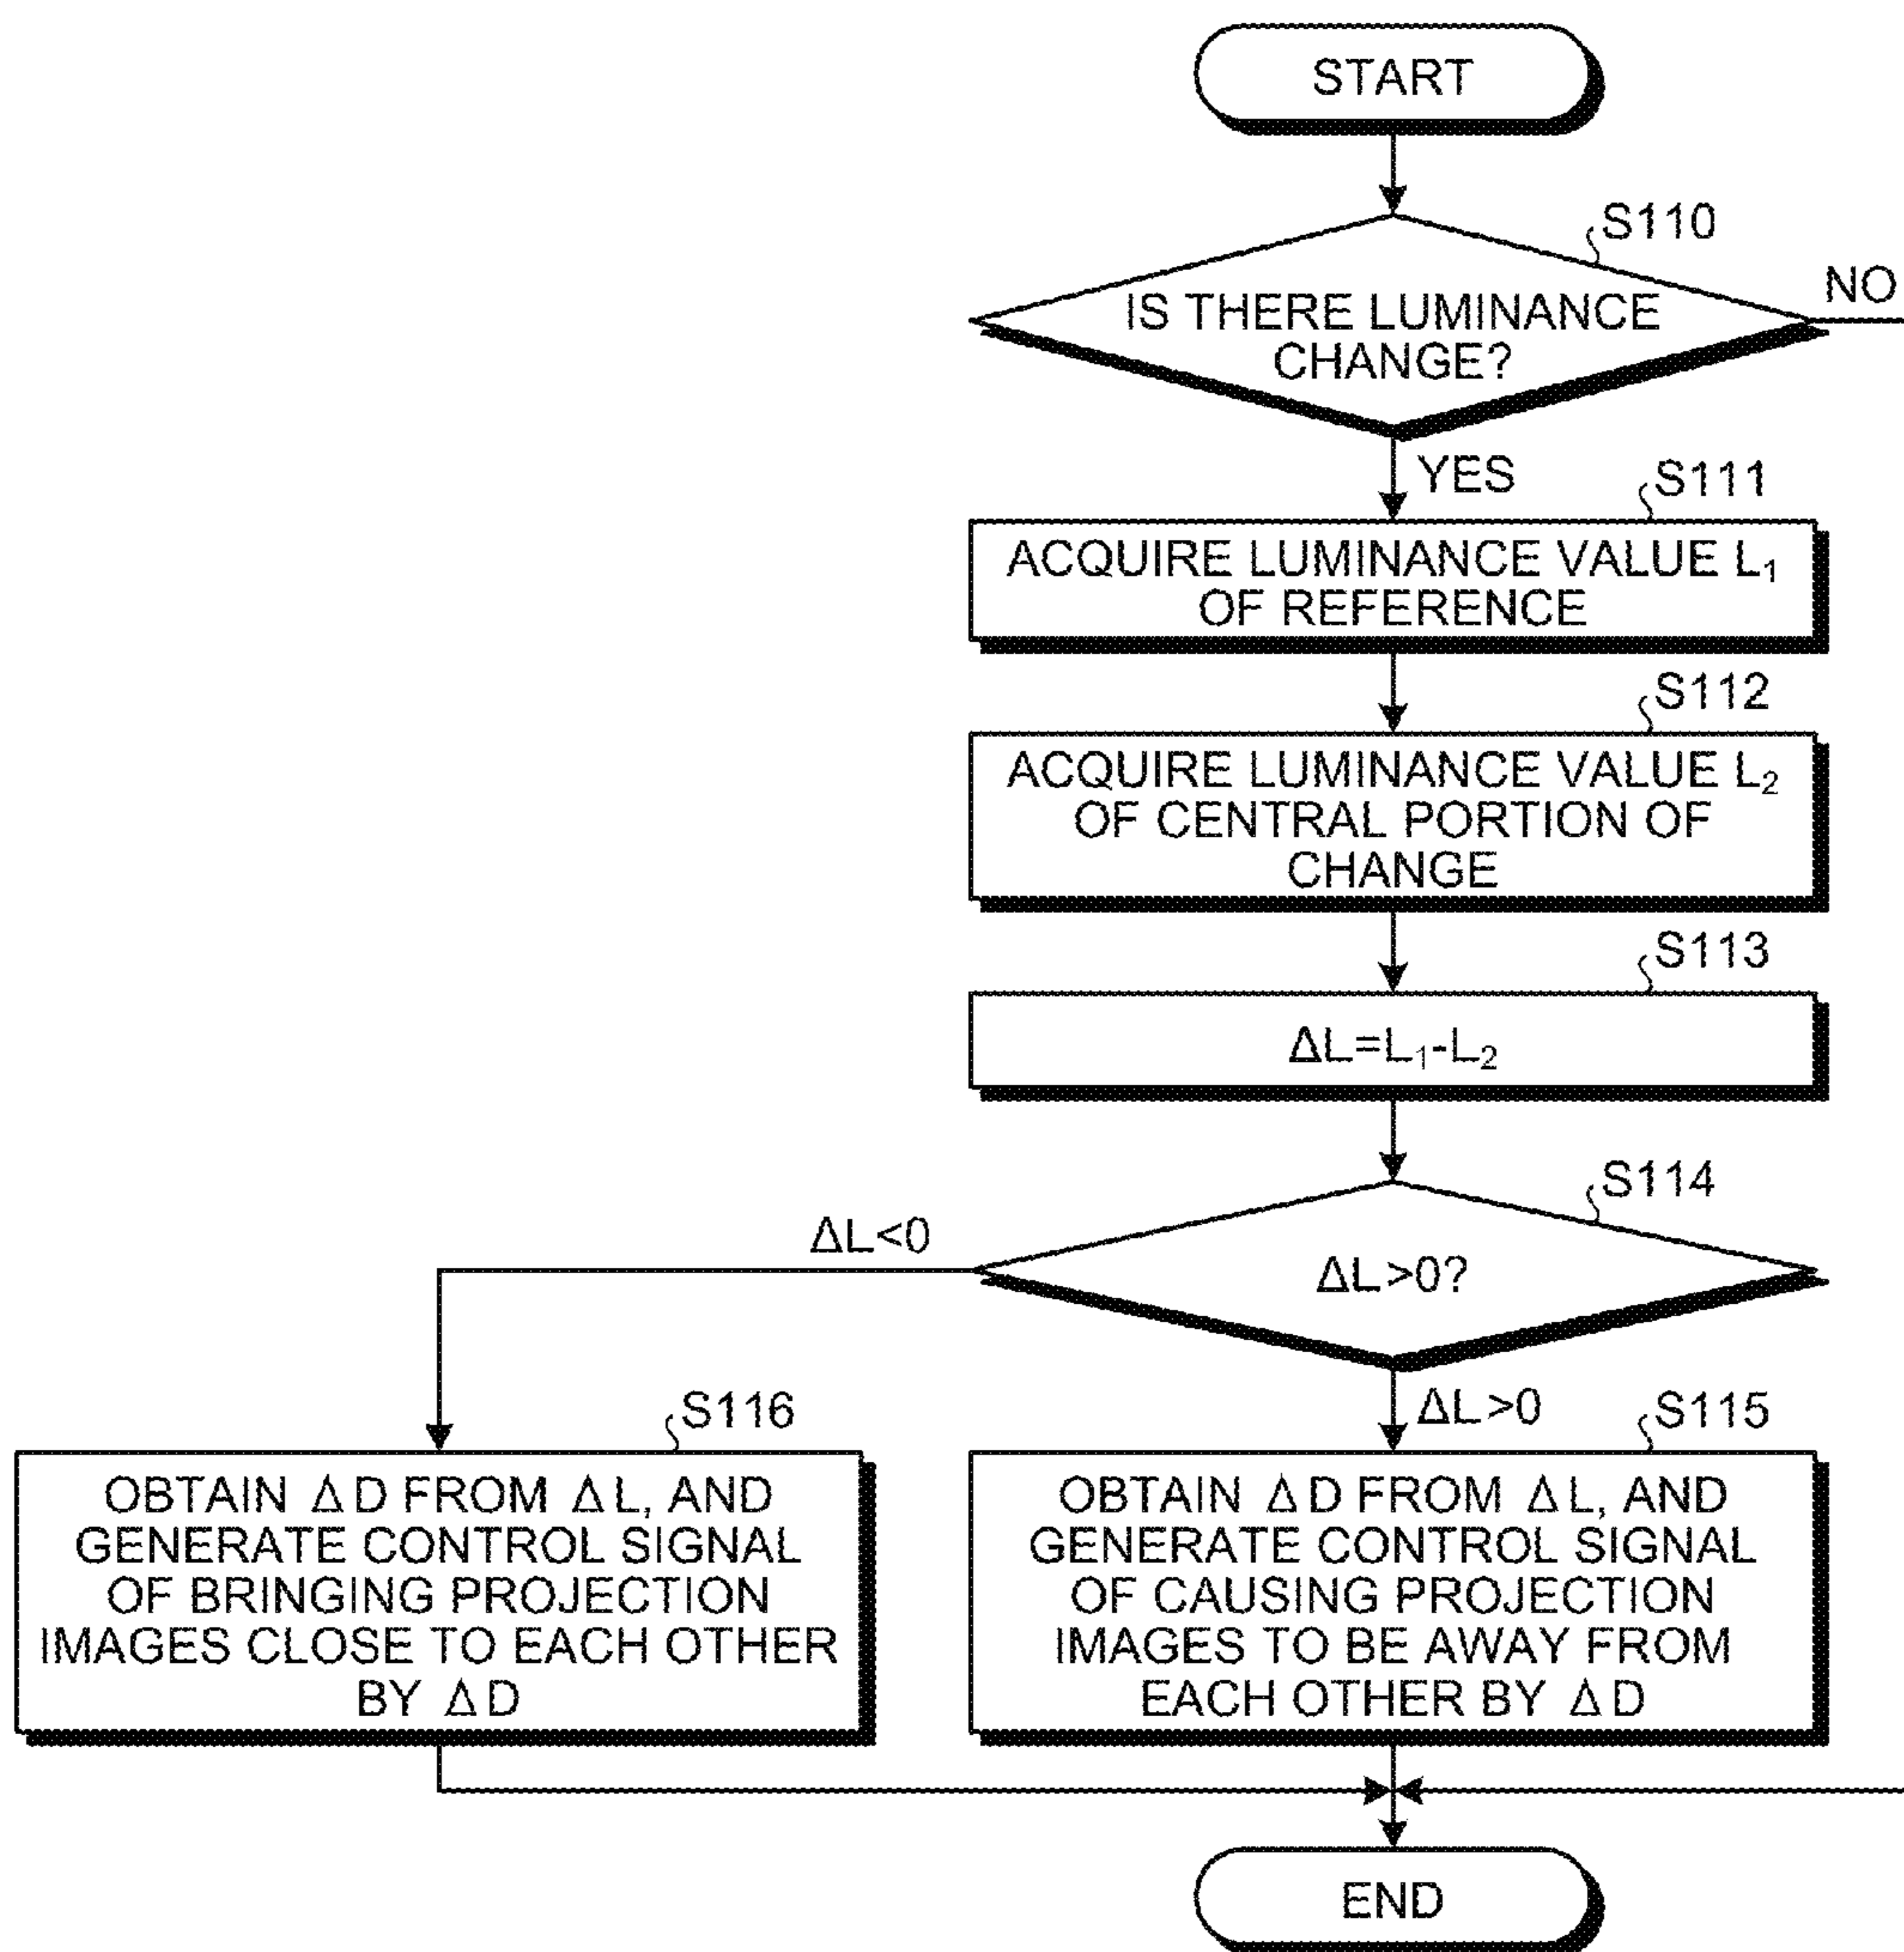 START
S110
IS THERE LUMINANCE
CHANGE?
NO
YES
S111
ACQUIRE LUMINANCE VALUE L₁
OF REFERENCE
S112
ACQUIRE LUMINANCE VALUE L₂
OF CENTRAL PORTION OF
CHANGE
S113
ΔL=L₁-L₂
S114
ΔL<0
ΔL>0?
ΔL>0
S116
OBTAIN ΔD FROM ΔL, AND
GENERATE CONTROL SIGNAL
OF BRINGING PROJECTION
IMAGES CLOSE TO EACH OTHER
BY ΔD
S115
OBTAIN ΔD FROM ΔL, AND
GENERATE CONTROL SIGNAL
OF CAUSING PROJECTION
IMAGES TO BE AWAY FROM
EACH OTHER BY ΔD
END